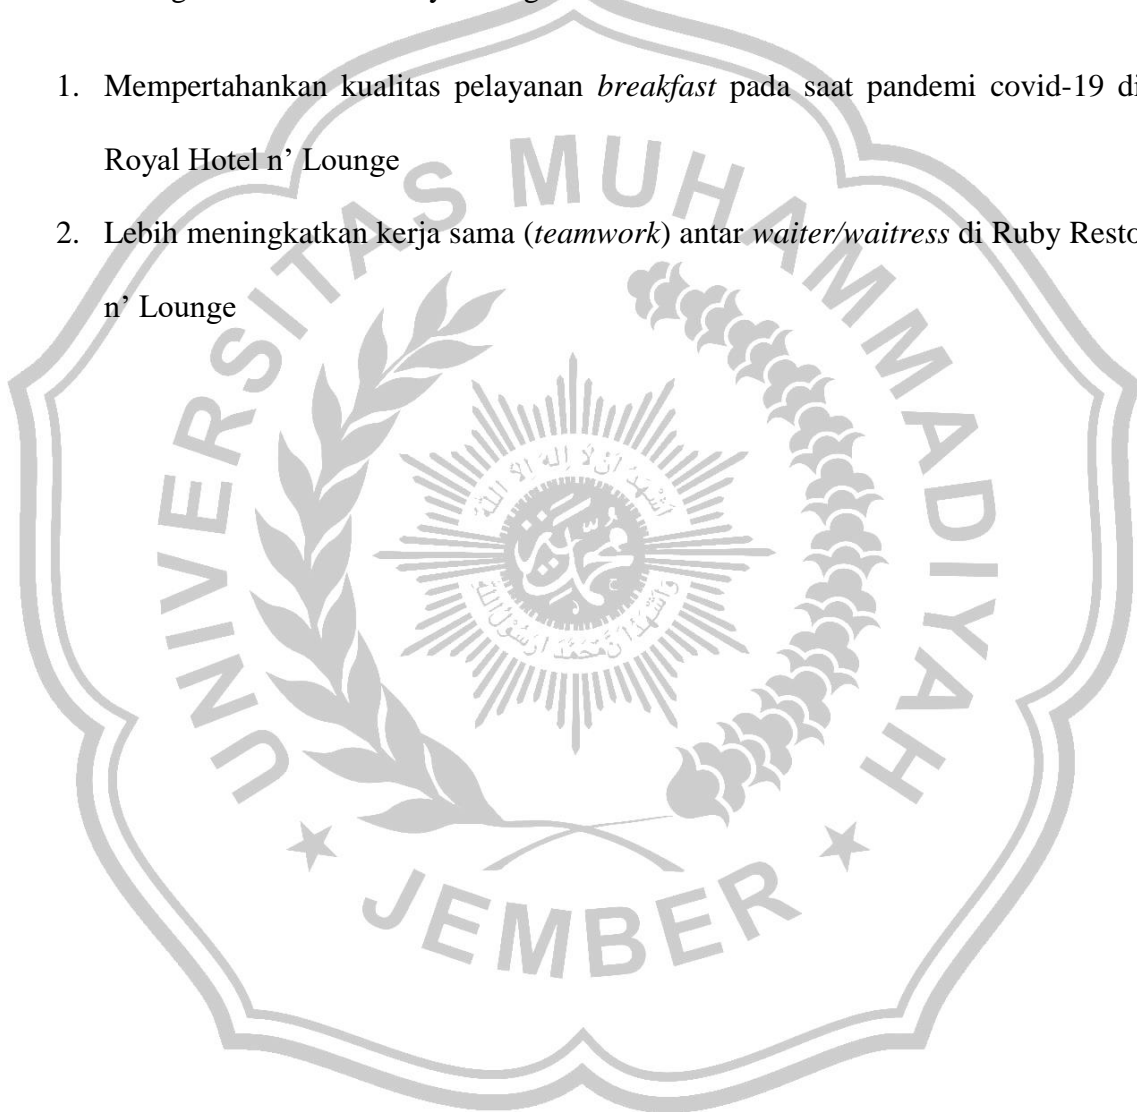 1. Mempertahankan kualitas pelayanan breakfast pada saat pandemi covid-19 di
Royal Hotel n’ Lounge
2. Lebih meningkatkan kerja sama (teamwork) antar waiter/waitress di Ruby Resto
n’ Lounge
UNIVERSITAS MUHAMMADIYAH
JEMBER